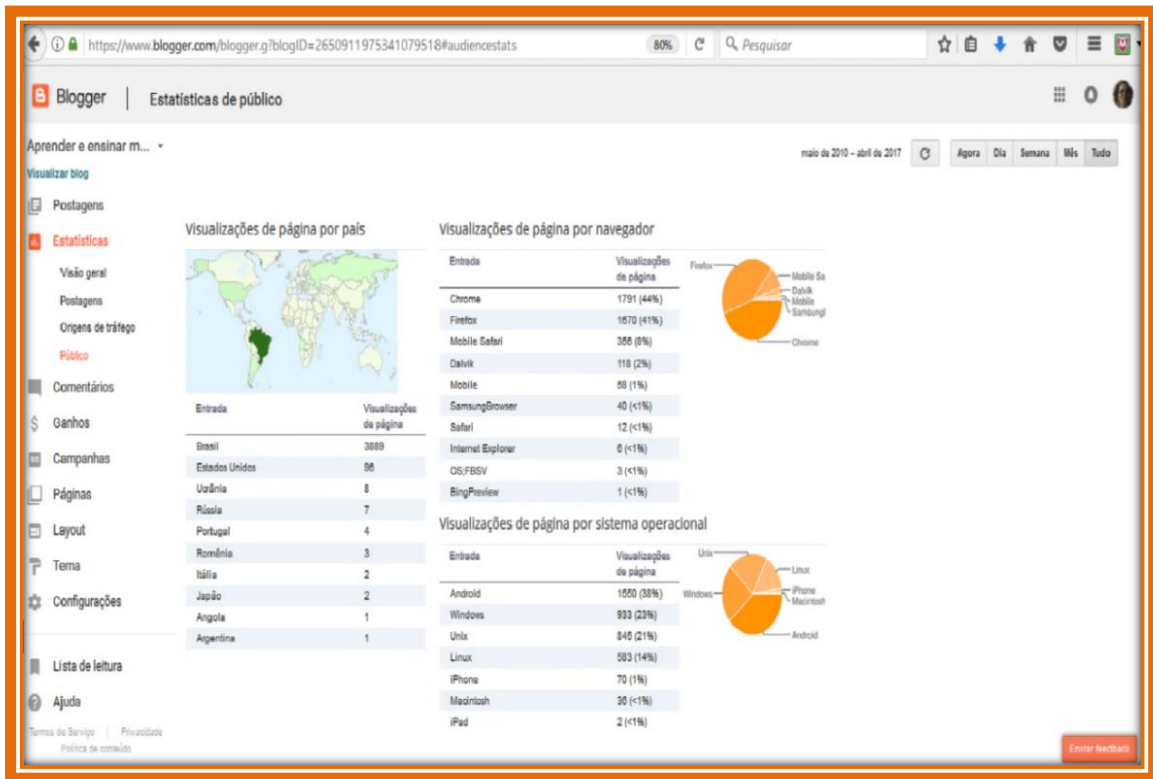 https://www.blogger.com/blogger.g?blogID=2650911975341079518#audiencestats
80%
Pesquisar
Blogger
Estatísticas de público
Aprender e ensinar m...
Visualizar blog
maio de 2010 – abril de 2017
Agora
Dia
Semana
Mês
Tudo
Postagens
Estatísticas
Visão geral
Postagens
Origens de tráfego
Público
Comentários
Ganhos
Campanhas
Páginas
Layout
Tema
Configurações
Lista de leitura
Ajuda
Termos de Serviço | Privacidade
Política de conteúdo
Visualizações de página por país
Entrada Visualizações de página
Brasil 3889
Estados Unidos 96
Ucrânia 8
Rússia 7
Portugal 4
Romênia 3
Itália 2
Japão 2
Angola 1
Argentina 1
Visualizações de página por navegador
Entrada Visualizações de página
Chrome 1791 (44%)
Firefox 1670 (41%)
Mobile Safari 356 (8%)
Dalvik 118 (2%)
Mobile 58 (1%)
SamsungBrowser 40 (<1%)
Safari 12 (<1%)
Internet Explorer 6 (<1%)
OS;FBSV 3 (<1%)
BingPreview 1 (<1%)
Firefox
Mobile Sa
Dalvik
Mobile
SamsungI
Chrome
Visualizações de página por sistema operacional
Entrada Visualizações de página
Android 1550 (38%)
Windows 933 (23%)
Unix 846 (21%)
Linux 583 (14%)
iPhone 70 (1%)
Macintosh 36 (<1%)
iPad 2 (<1%)
Unix
Linux
Windows
iPhone
Macintosh
Android
Enviar feedback